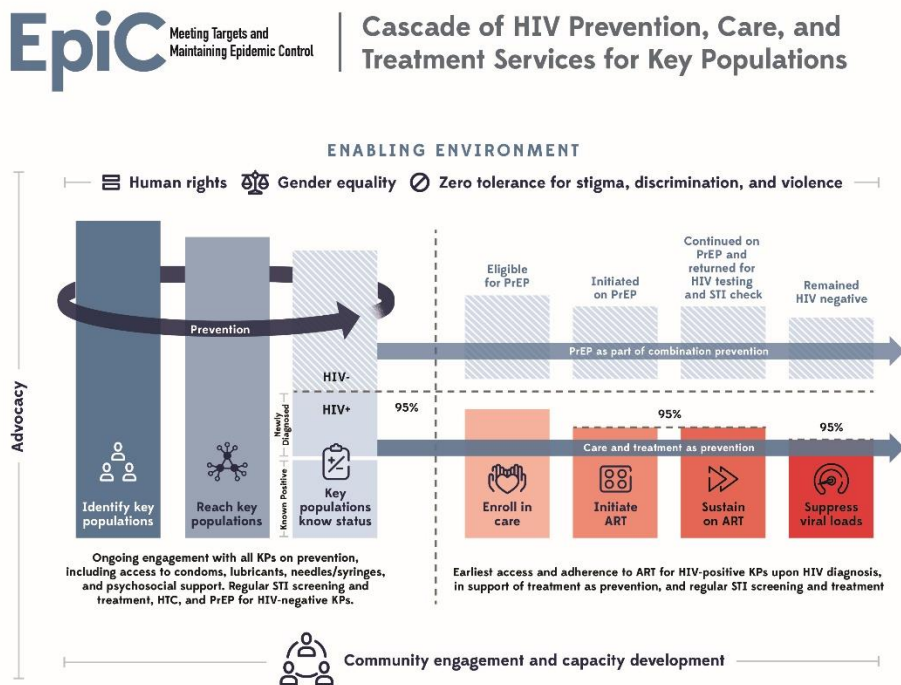 EpiC
Meeting Targets and
Maintaining Epidemic Control
Cascade of HIV Prevention, Care, and
Treatment Services for Key Populations
ENABLING ENVIRONMENT
Human rights
Gender equality
Zero tolerance for stigma, discrimination, and violence
Advocacy
Prevention
HIV-
HIV+
Newly
Diagnosed
Known Positive
Identify key
populations
Reach key
populations
Key
populations
know status
95%
Eligible
for PrEP
Initiated
on PrEP
Continued on
PrEP and
returned for
HIV testing
and STI check
Remained
HIV negative
PrEP as part of combination prevention
95%
95%
Care and treatment as prevention
Enroll in
care
Initiate
ART
Sustain
on ART
Suppress
viral loads
Ongoing engagement with all KPs on prevention,
including access to condoms, lubricants, needles/syringes,
and psychosocial support. Regular STI screening and
treatment, HTC, and PrEP for HIV-negative KPs.
Earliest access and adherence to ART for HIV-positive KPs upon HIV diagnosis,
in support of treatment as prevention, and regular STI screening and treatment
Community engagement and capacity development